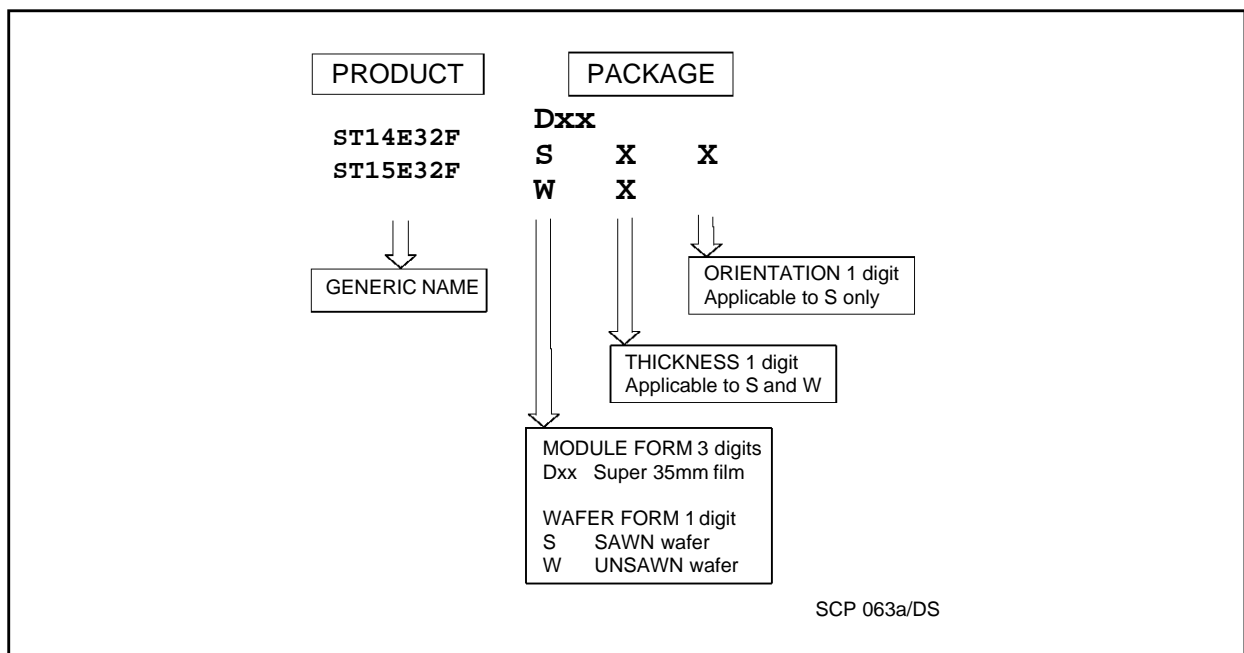 PRODUCT PACKAGE
Dxx
ST14E32F
S X X
ST15E32F
W X
GENERIC NAME
ORIENTATION 1 digit
Applicable to S only
THICKNESS 1 digit
Applicable to S and W
MODULE FORM 3 digits
Dxx Super 35mm film
WAFER FORM 1 digit
S SAWN wafer
W UNSAWN wafer
SCP 063a/DS